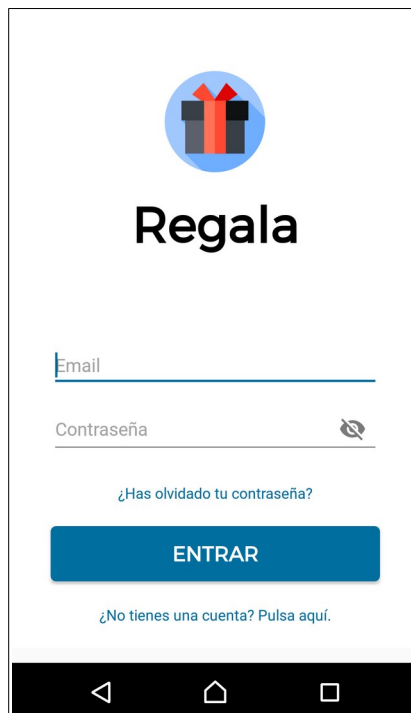 Regala
Email
Contraseña
¿Has olvidado tu contraseña?
ENTRAR
¿No tienes una cuenta? Pulsa aquí.